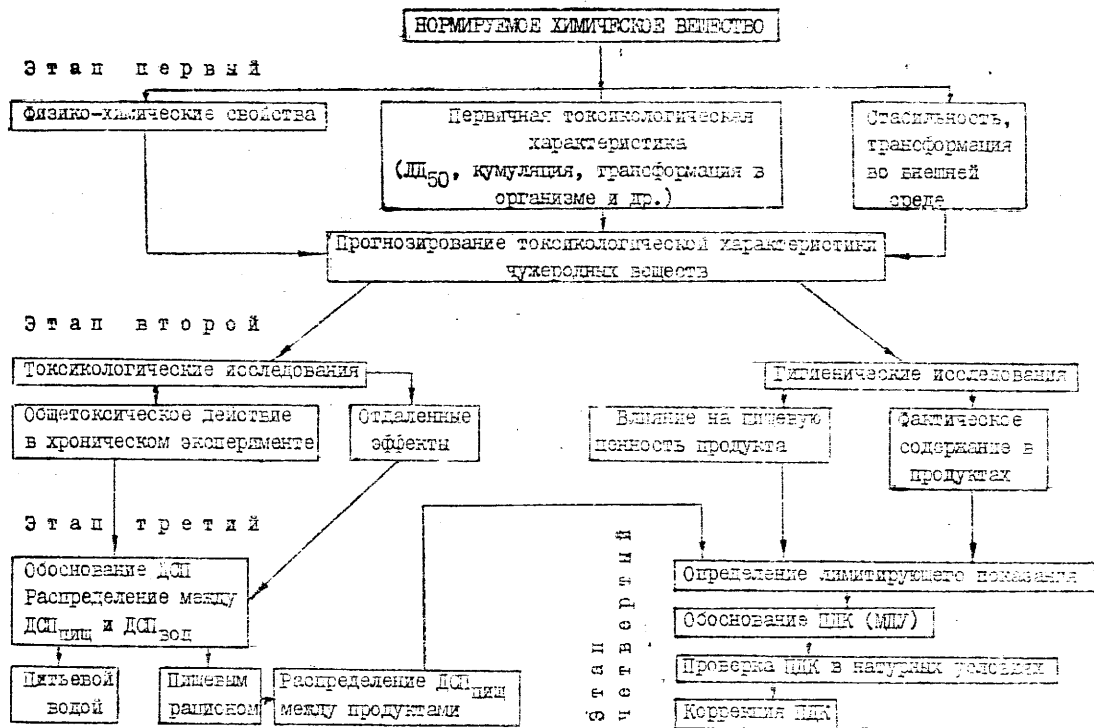 НОРМИРУЕМОЕ ХИМИЧЕСКОЕ ВЕЩЕСТВО
Этап первый
Физико-химические свойства
Первичная токсикологическая
характеристика
(ЛД50, кумуляция, трансформация в
организме и др.)
Стабильность,
трансформация
во внешней
среде
Прогнозирование токсикологической характеристики
чужеродных веществ
Этап второй
Токсикологические исследования
Гигиенические исследования
Общетоксическое действие
в хроническом эксперименте
Отдаленные
эффекты
Влияние на пищевую
ценность продукта
Фактическое
содержание в
продуктах
Этап третий
Обоснование ДСП
Распределение между
ДСПпищ и ДСПвод
Питьевой
водой
Пищевым
рационом
Распределение ДСПпищ
между продуктами
Этап
четвертый
Определение лимитирующего показания
Обоснование ПДК (МДУ)
Проверка ПДК в натурных условиях
Коррекция ПДК